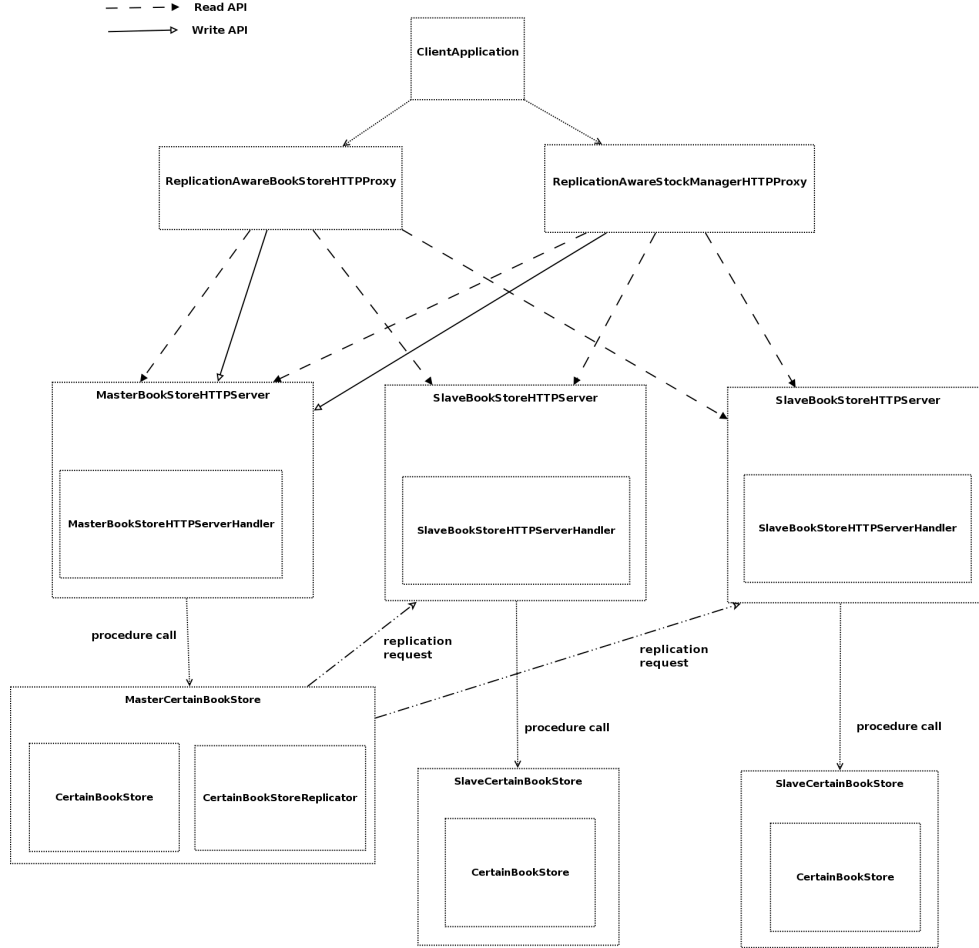 Read API
Write API
ClientApplication
ReplicationAwareBookStoreHTTPProxy
ReplicationAwareStockManagerHTTPProxy
MasterBookStoreHTTPServer
SlaveBookStoreHTTPServer
SlaveBookStoreHTTPServer
MasterBookStoreHTTPServerHandler
SlaveBookStoreHTTPServerHandler
SlaveBookStoreHTTPServerHandler
procedure call
replication
request
replication
request
MasterCertainBookStore
procedure call
procedure call
CertainBookStore
CertainBookStoreReplicator
SlaveCertainBookStore
SlaveCertainBookStore
CertainBookStore
CertainBookStore